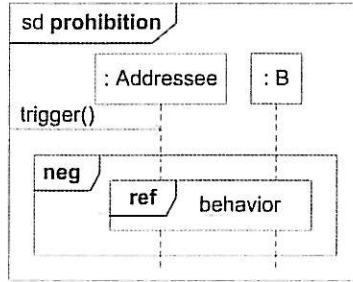 sd prohibition
: Addressee
: B
trigger()
neg
ref
behavior